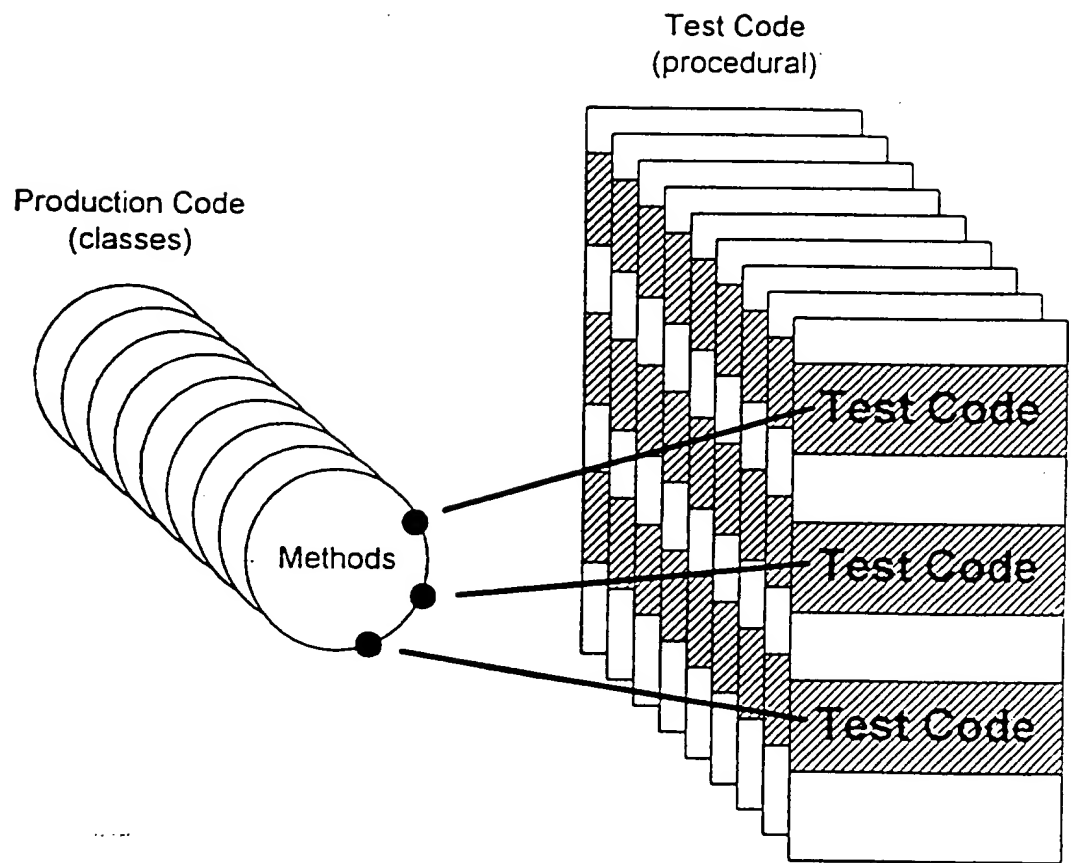 Test Code
(procedural)
Production Code
(classes)
Methods
Test Code
Test Code
Test Code